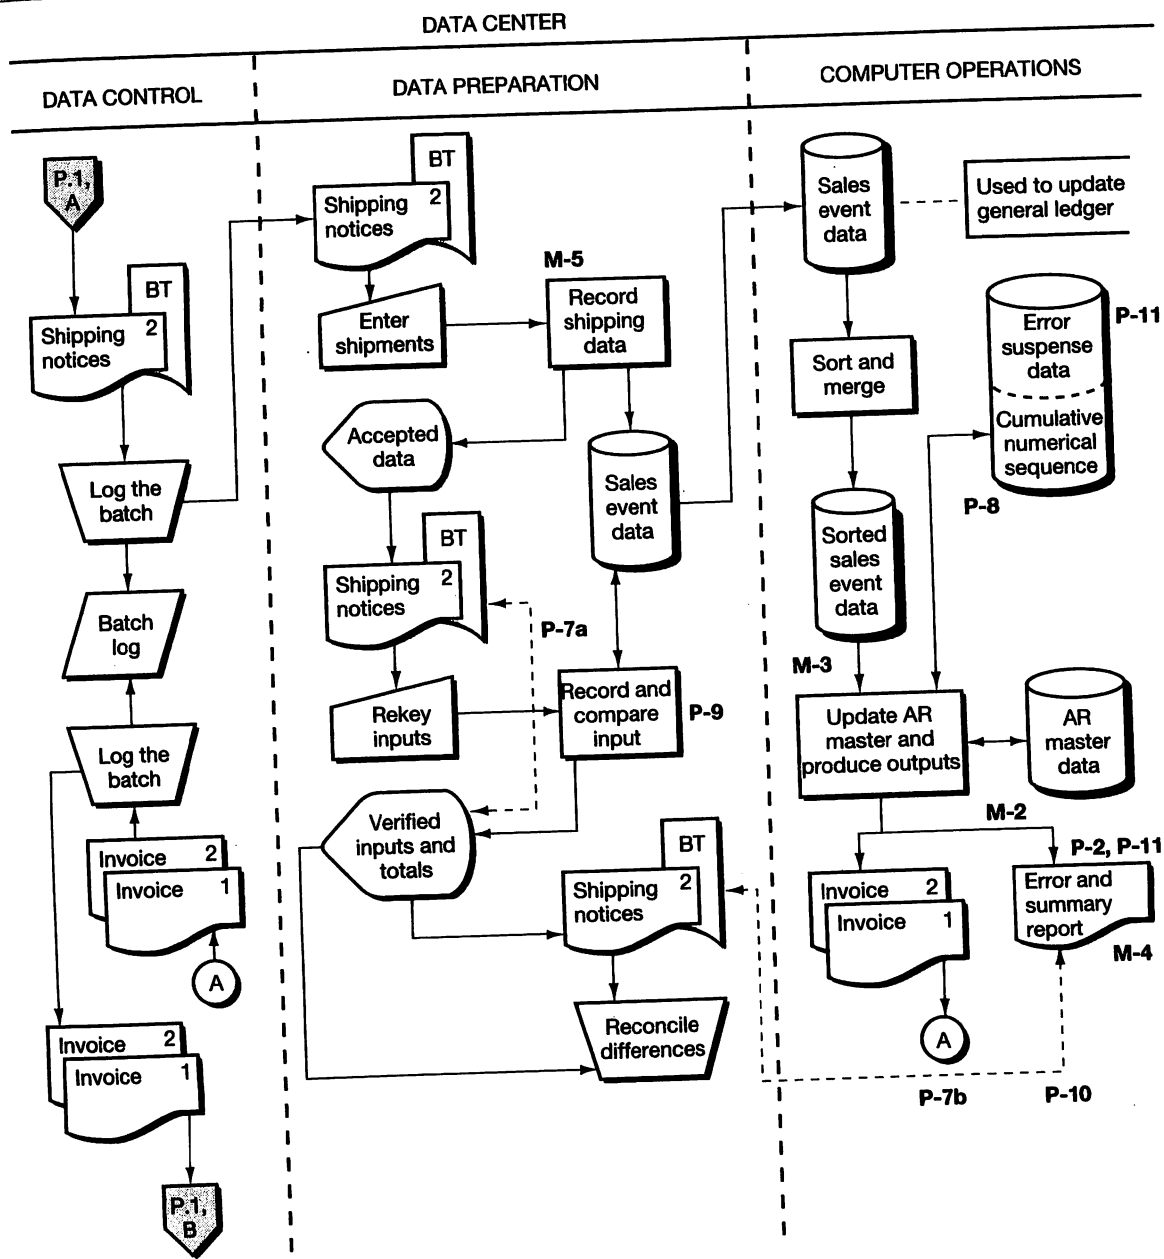 DATA CENTER
DATA CONTROL
DATA PREPARATION
COMPUTER OPERATIONS
P.1,
A
BT
Shipping 2
notices
Log the
batch
Batch
log
Log the
batch
Invoice 2
Invoice 1
A
Invoice 2
Invoice 1
P.1,
B
BT
Shipping 2
notices
Enter
shipments
M-5
Record
shipping
data
Accepted
data
Sales
event
data
BT
Shipping 2
notices
P-7a
Rekey
inputs
Record and
compare
input
P-9
Verified
inputs and
totals
BT
Shipping 2
notices
Reconcile
differences
Sales
event
data
Used to update
general ledger
Sort and
merge
Error
suspense
data
P-11
Cumulative
numerical
sequence
P-8
Sorted
sales
event
data
M-3
Update AR
master and
produce outputs
AR
master
data
M-2
P-2, P-11
Invoice 2
Invoice 1
Error and
summary
report
M-4
A
P-7b
P-10